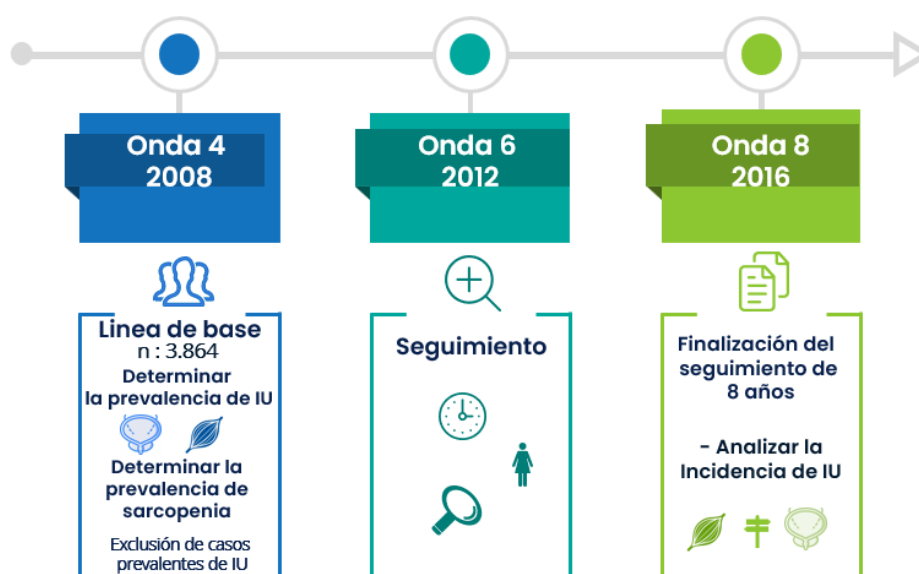 Onda 4
2008
Onda 6
2012
Onda 8
2016
Linea de base
n : 3.864
Determinar
la prevalencia de IU
Determinar la
prevalencia de
sarcopenia
Exclusión de casos
prevalentes de IU
Seguimiento
Finalización del
seguimiento de
8 años
- Analizar la
Incidencia de IU